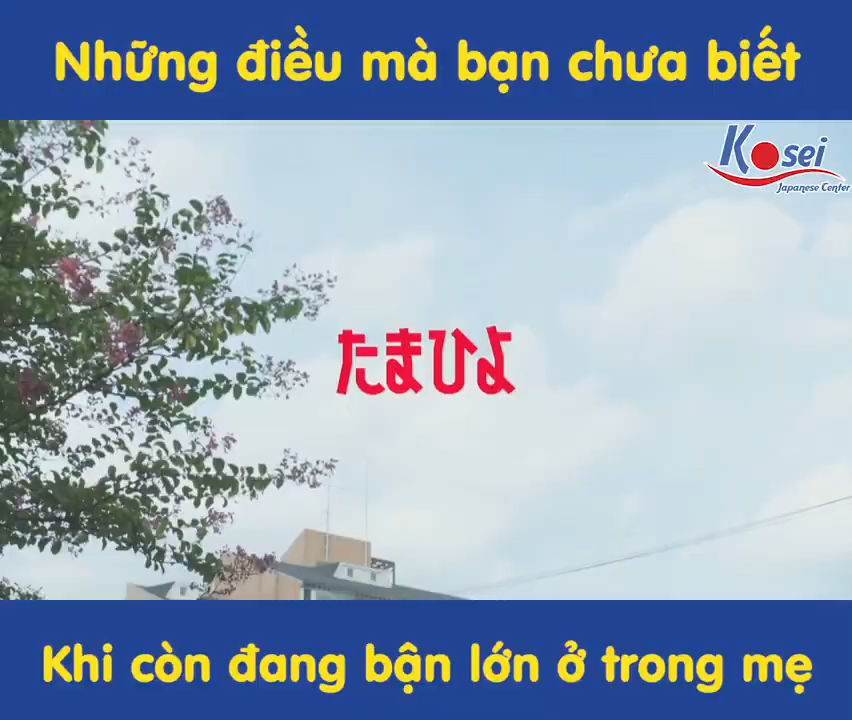 Những điều mà bạn chưa biết
Kosei
Japanese Center
たまひよ
Khi còn đang bận lớn ở trong mẹ